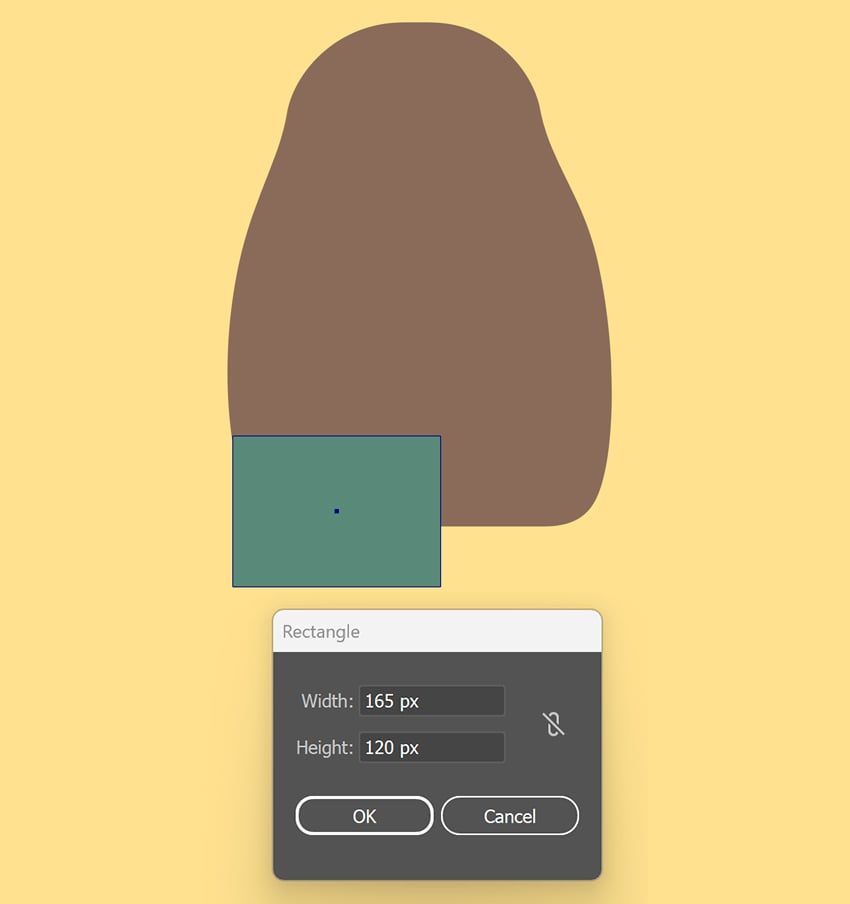 Rectangle
Width: 165 px
Height: 120 px
OK Cancel